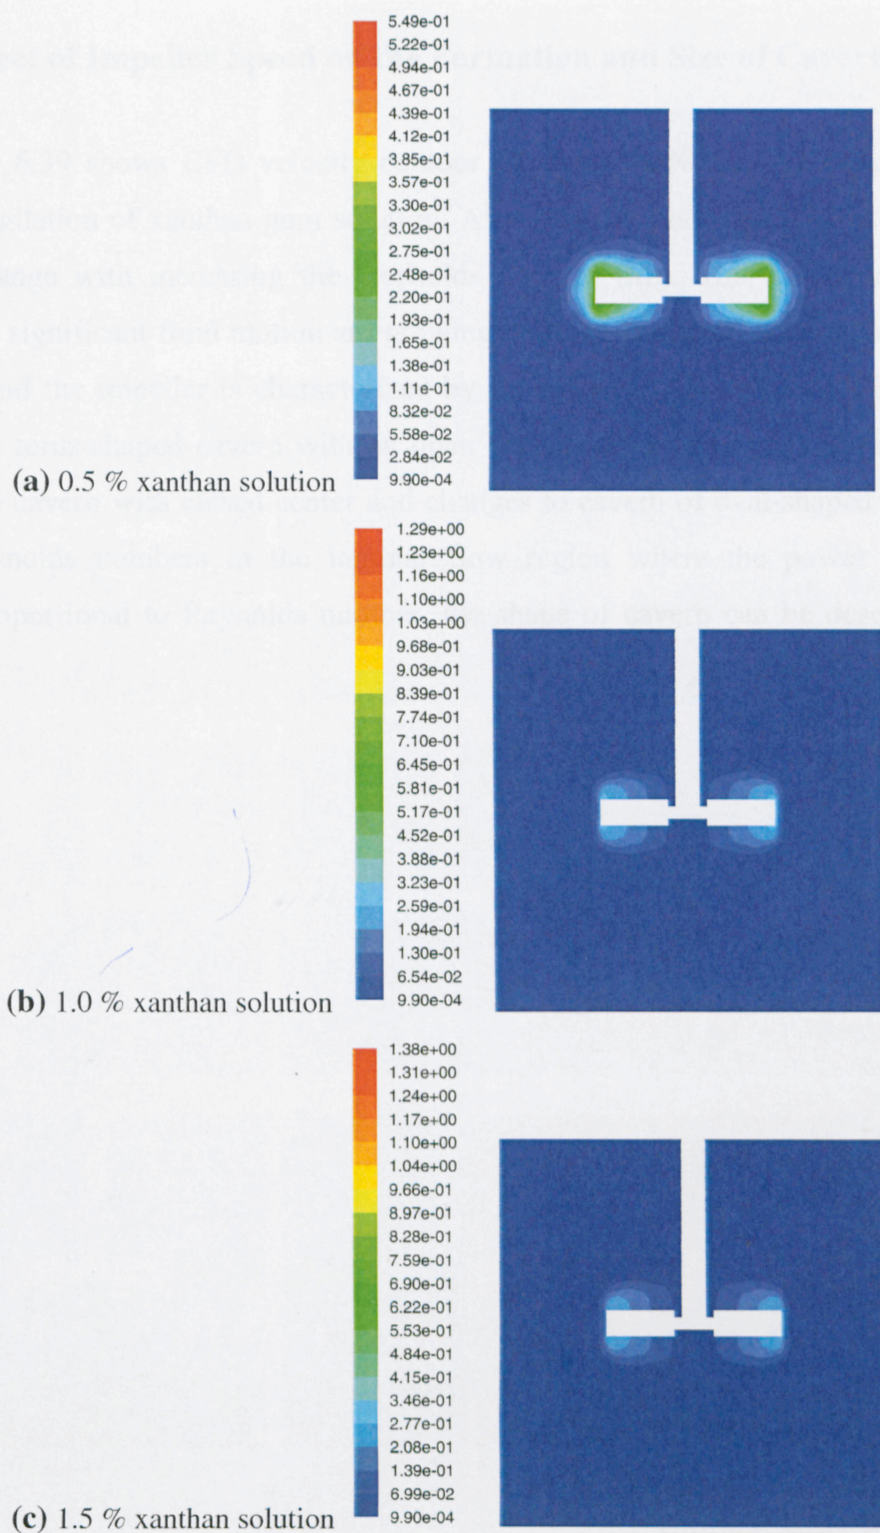 5.49e-01
5.22e-01
4.94e-01
4.67e-01
4.39e-01
4.12e-01
3.85e-01
3.57e-01
3.30e-01
3.02e-01
2.75e-01
2.48e-01
2.20e-01
1.93e-01
1.65e-01
1.38e-01
1.11e-01
8.32e-02
5.58e-02
2.84e-02
9.90e-04
(a) 0.5 % xanthan solution
1.29e+00
1.23e+00
1.16e+00
1.10e+00
1.03e+00
9.68e-01
9.03e-01
8.39e-01
7.74e-01
7.10e-01
6.45e-01
5.81e-01
5.17e-01
4.52e-01
3.88e-01
3.23e-01
2.59e-01
1.94e-01
1.30e-01
6.54e-02
9.90e-04
(b) 1.0 % xanthan solution
1.38e+00
1.31e+00
1.24e+00
1.17e+00
1.10e+00
1.04e+00
9.66e-01
8.97e-01
8.28e-01
7.59e-01
6.90e-01
6.22e-01
5.53e-01
4.84e-01
4.15e-01
3.46e-01
2.77e-01
2.08e-01
1.39e-01
6.99e-02
9.90e-04
(c) 1.5 % xanthan solution